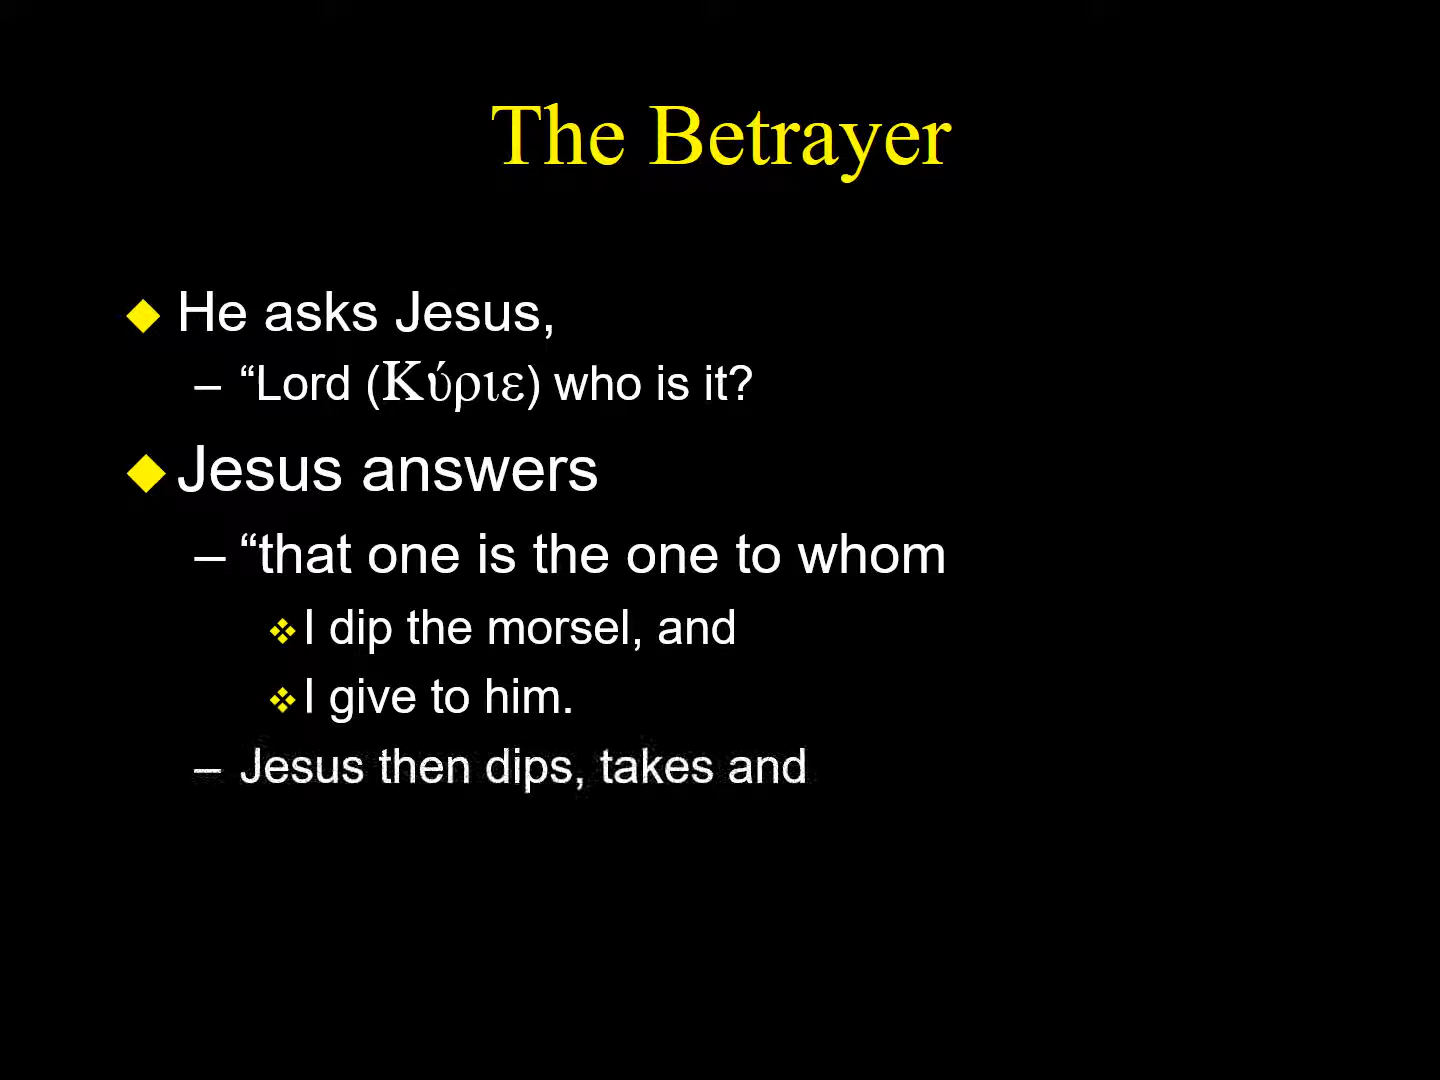 The Betrayer
He asks Jesus,
– “Lord (Κύριε) who is it?
Jesus answers
– “that one is the one to whom
I dip the morsel, and
I give to him.
– Jesus then dips, takes and